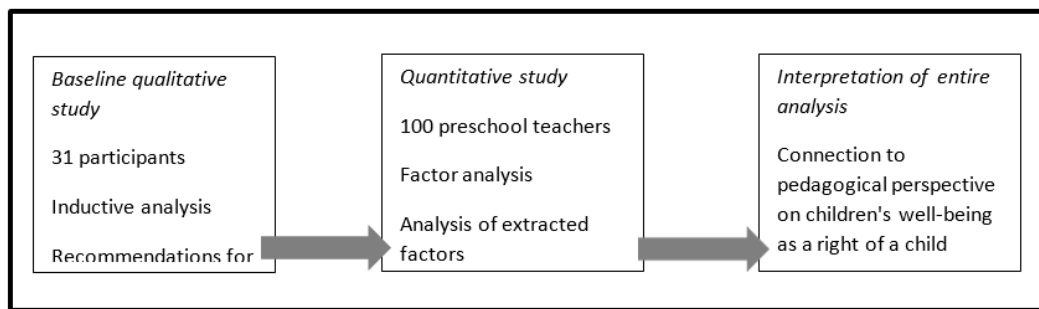 Baseline qualitative
study
31 participants
Inductive analysis
Recommendations for
Quantitative study
100 preschool teachers
Factor analysis
Analysis of extracted
factors
Interpretation of entire
analysis
Connection to
pedagogical perspective
on children's well-being
as a right of a child